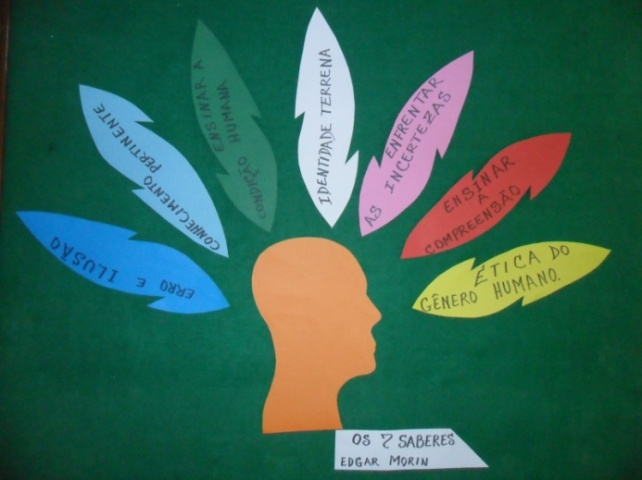 ERRO E ILUSÃO
CONHECIMENTO PERTINENTE
ENSINAR A
CONDIÇÃO HUMANA
IDENTIDADE TERRENA
ENFRENTAR
AS INCERTEZAS
ENSINAR
A
COMPREENSÃO
ÉTICA DO
GÊNERO HUMANO.
OS 7 SABERES
EDGAR MORIN